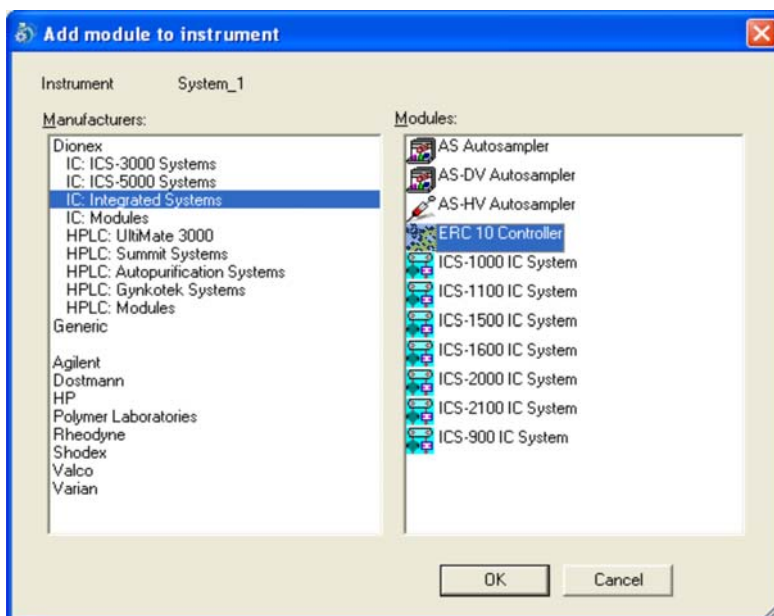 Add module to instrument
Instrument System_1
Manufacturers:
Dionex
IC: ICS-3000 Systems
IC: ICS-5000 Systems
IC: Integrated Systems
IC: Modules
HPLC: UltiMate 3000
HPLC: Summit Systems
HPLC: Autopurification Systems
HPLC: Gynkotek Systems
HPLC: Modules
Generic
Agilent
Dostmann
HP
Polymer Laboratories
Rheodyne
Shodex
Valco
Varian
Modules:
AS Autosampler
AS-DV Autosampler
AS-HV Autosampler
ERC 10 Controller
ICS-1000 IC System
ICS-1100 IC System
ICS-1500 IC System
ICS-1600 IC System
ICS-2000 IC System
ICS-2100 IC System
ICS-900 IC System
OK Cancel